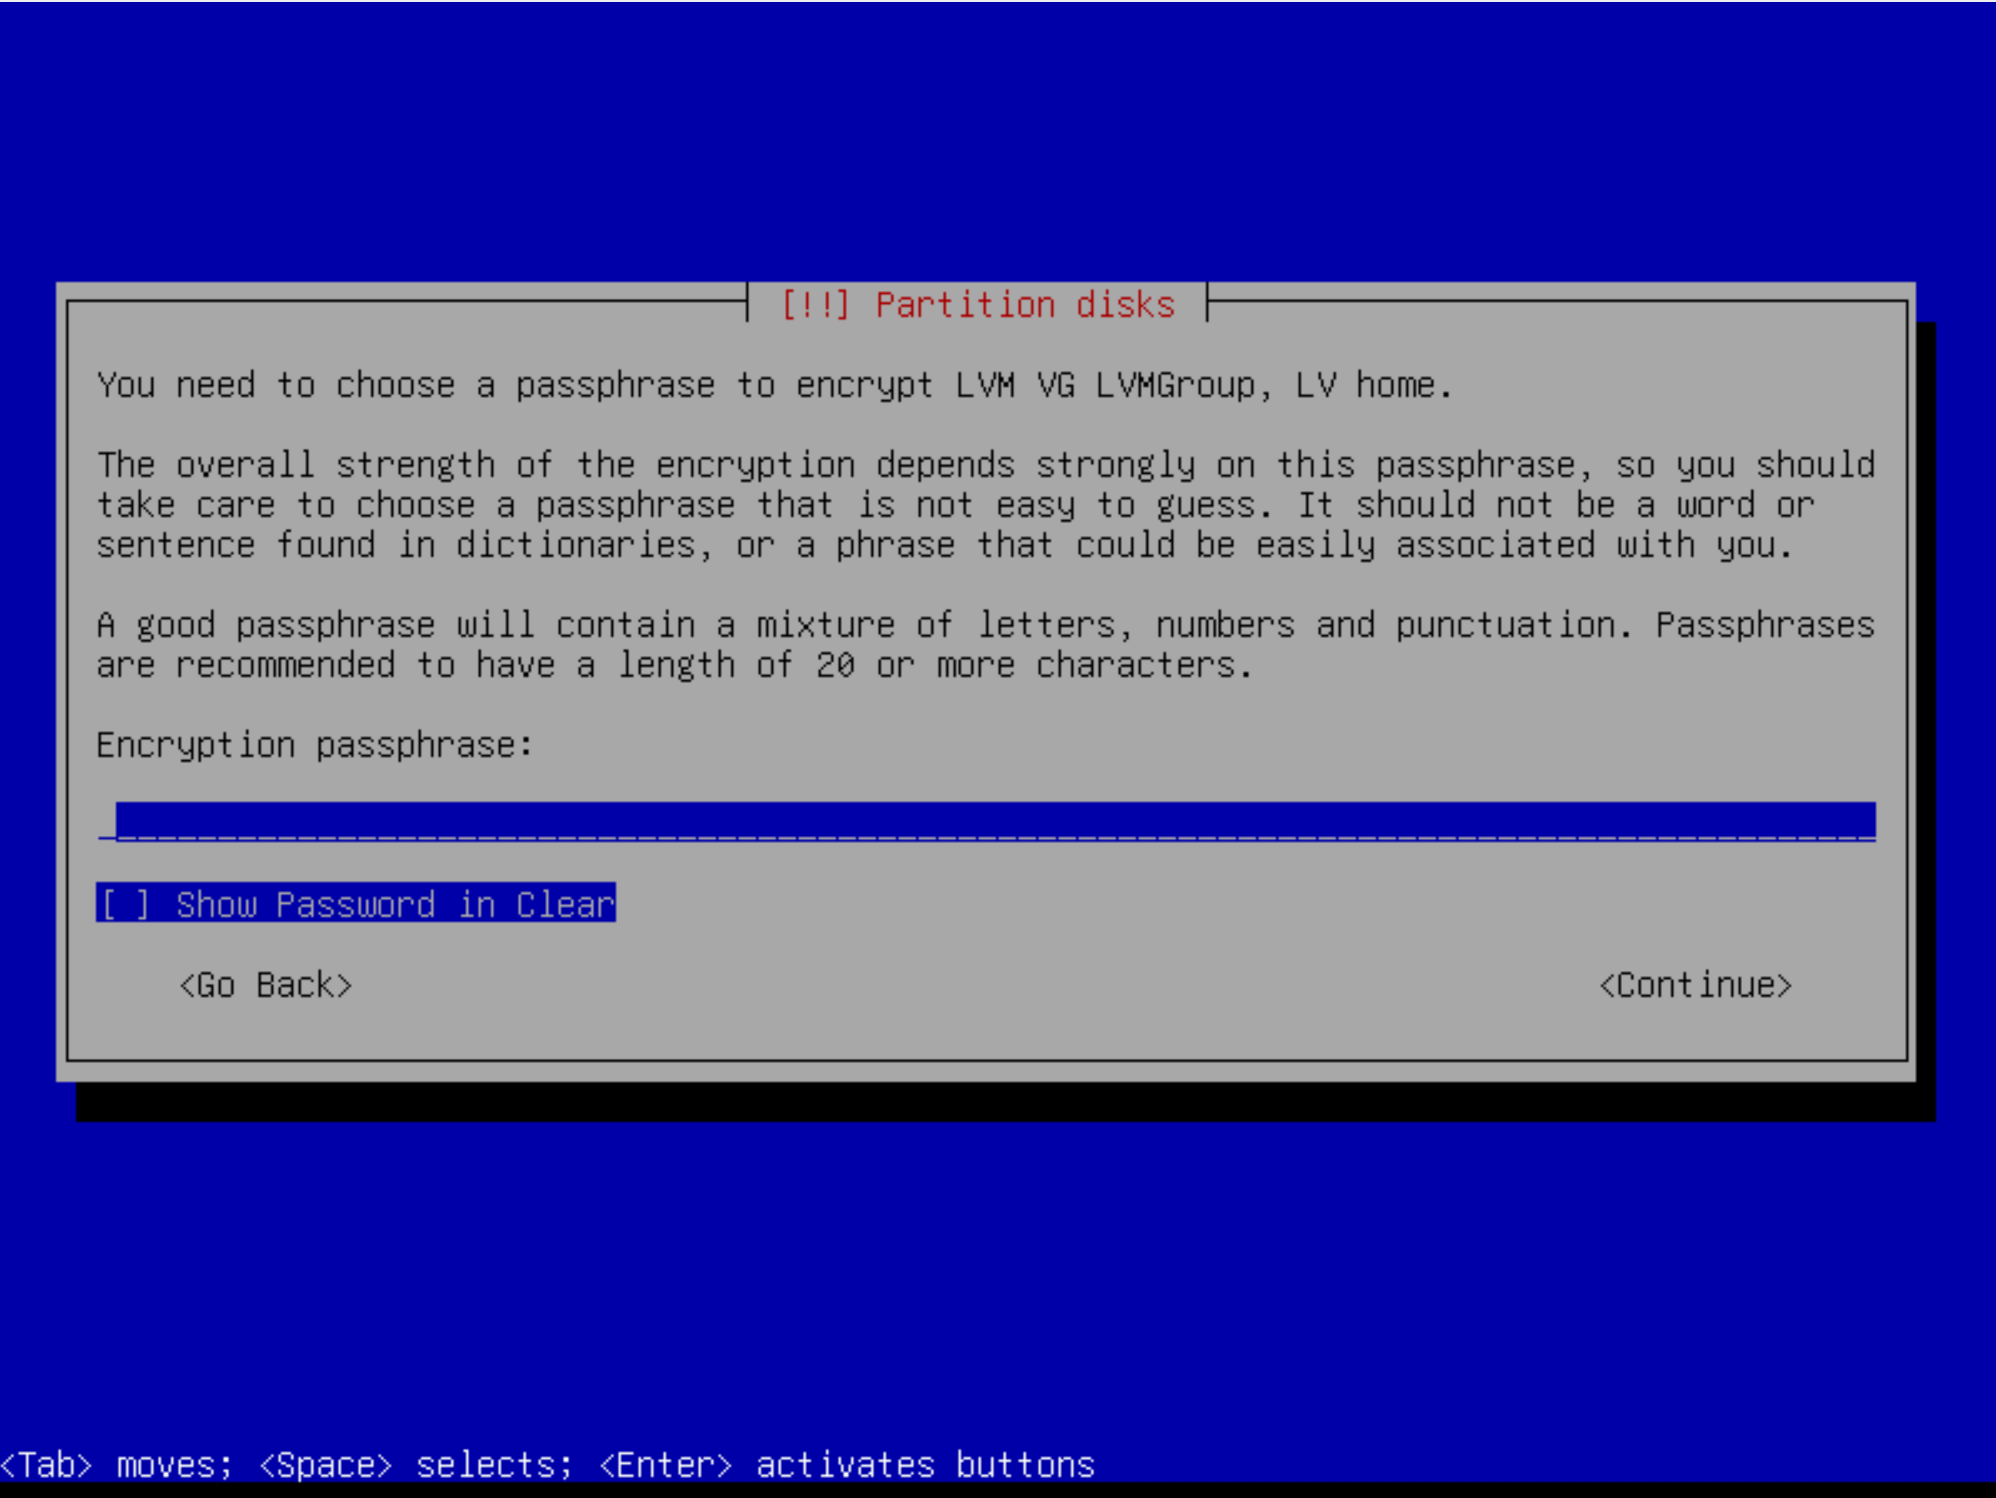 [!!] Partition disks
You need to choose a passphrase to encrypt LVM VG LVMGroup, LV home.
The overall strength of the encryption depends strongly on this passphrase, so you should
take care to choose a passphrase that is not easy to guess. It should not be a word or
sentence found in dictionaries, or a phrase that could be easily associated with you.
A good passphrase will contain a mixture of letters, numbers and punctuation. Passphrases
are recommended to have a length of 20 or more characters.
Encryption passphrase:
[ ] Show Password in Clear
<Go Back> <Continue>
<Tab> moves; <Space> selects; <Enter> activates buttons